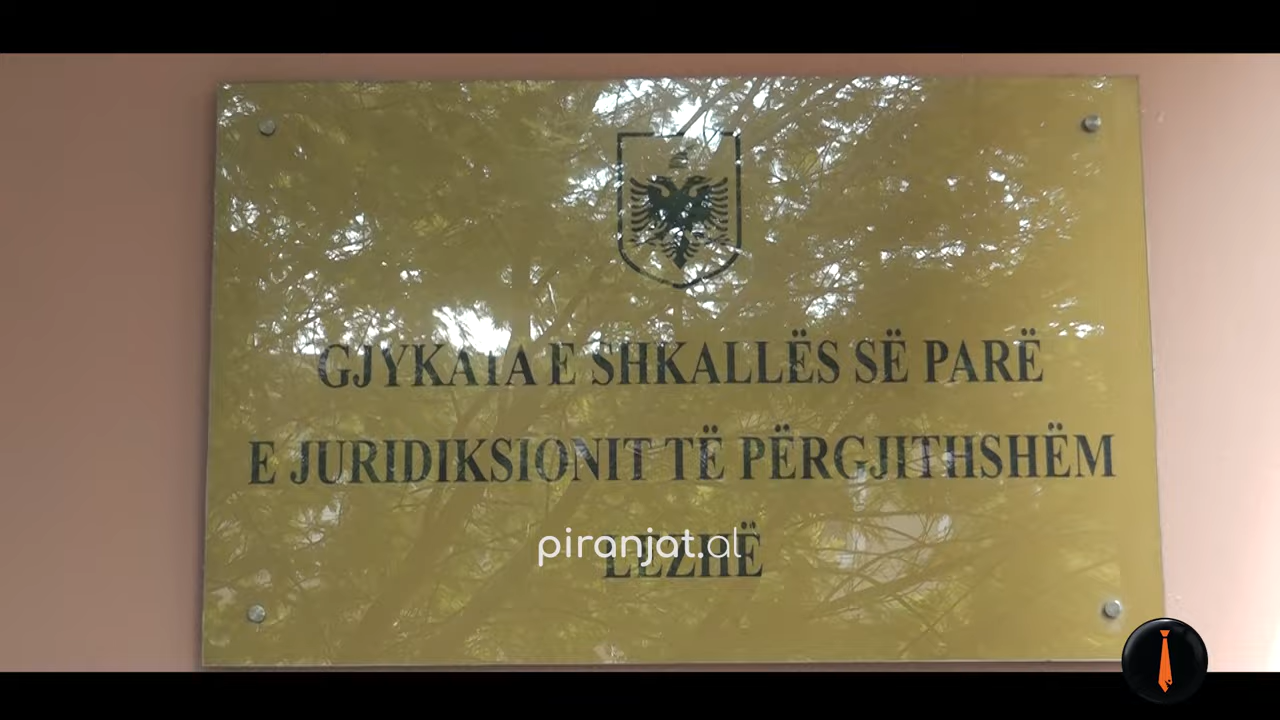 GJYKATA E SHKALLËS SË PARË
E JURIDIKSIONIT TË PËRGJITHSHËM
LEZHË
piranjat.al